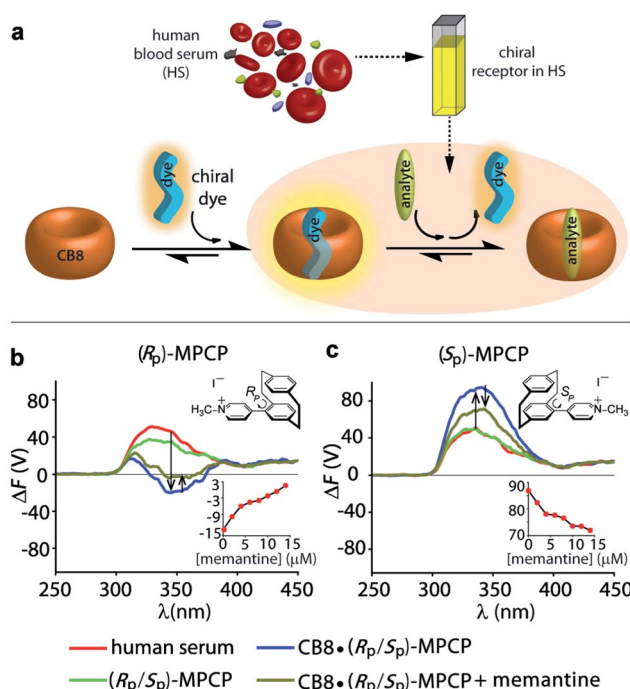 a
human
blood serum
(HS)
chiral
receptor in HS
dye
chiral
dye
analyte
dye
CB8
dye
analyte
b
(Rp)-MPCP
80
40
0
-40
-80
ΔF (V)
250 300 350 400 450
λ(nm)
I−
H3C
N
+
Rp
3
-3
-9
-15
0 5 10 15
[memantine] (μM)
c
(Sp)-MPCP
80
40
0
-40
-80
ΔF (V)
250 300 350 400 450
λ (nm)
I−
Sp
+
N
CH3
90
80
70
0 5 10 15
[memantine] (μM)
human serum
CB8•(Rp/Sp)-MPCP
(Rp/Sp)-MPCP
CB8•(Rp/Sp)-MPCP + memantine